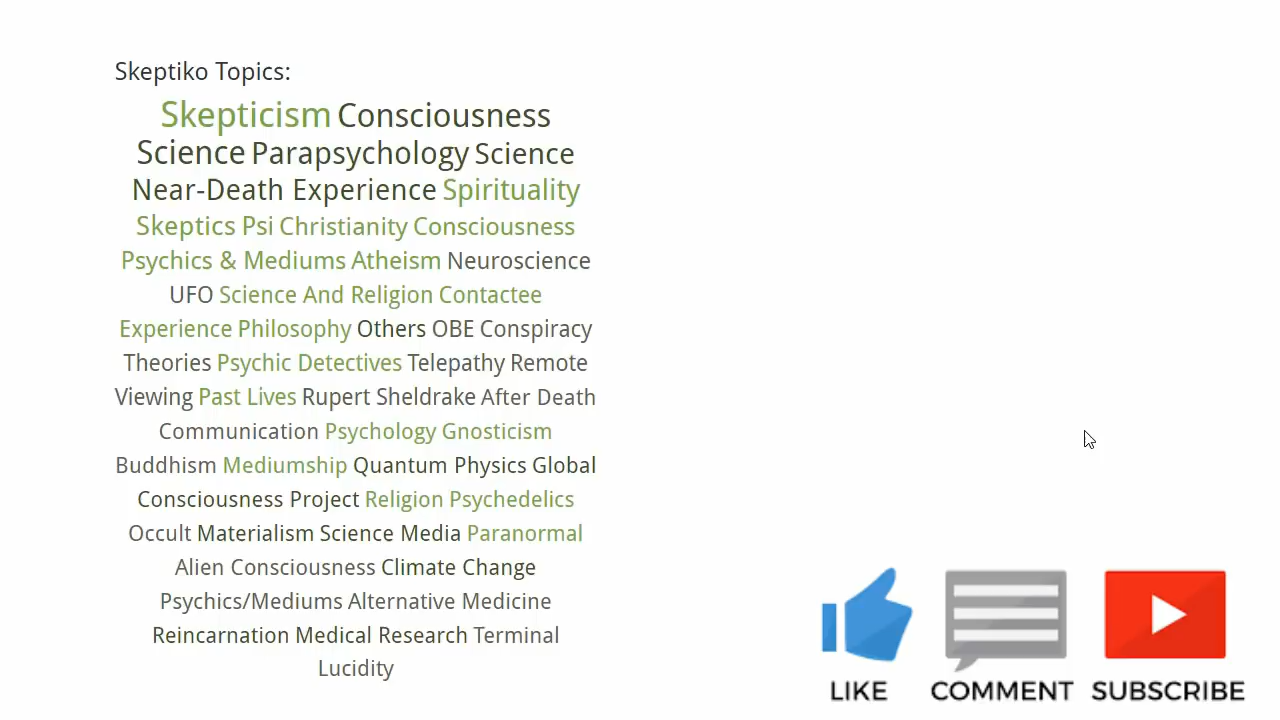 Skeptiko Topics:
Skepticism Consciousness
Science Parapsychology Science
Near-Death Experience Spirituality
Skeptics Psi Christianity Consciousness
Psychics & Mediums Atheism Neuroscience
UFO Science And Religion Contactee
Experience Philosophy Others OBE Conspiracy
Theories Psychic Detectives Telepathy Remote
Viewing Past Lives Rupert Sheldrake After Death
Communication Psychology Gnosticism
Buddhism Mediumship Quantum Physics Global
Consciousness Project Religion Psychedelics
Occult Materialism Science Media Paranormal
Alien Consciousness Climate Change
Psychics/Mediums Alternative Medicine
Reincarnation Medical Research Terminal
Lucidity
LIKE COMMENT SUBSCRIBE